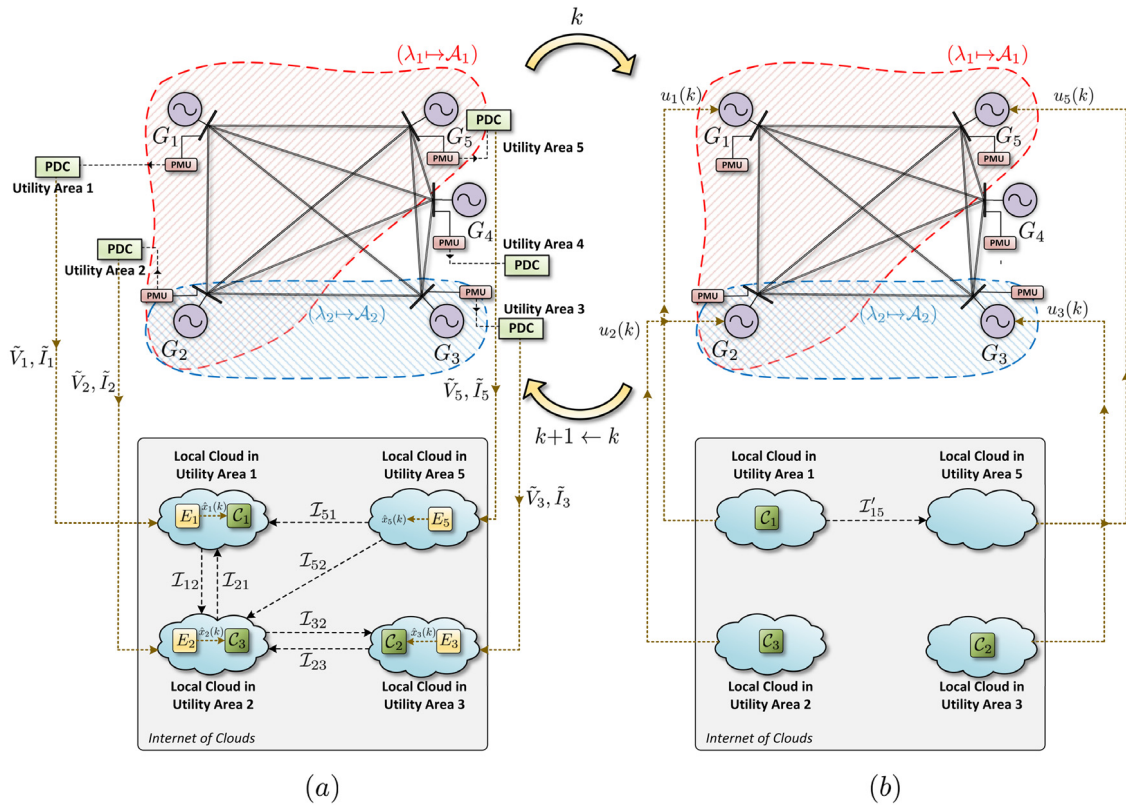 k
(λ₁↦𝒜₁)
G₁
G₅
PDC
Utility Area 5
PMU
PMU
PDC
Utility Area 1
G₄
PMU
Utility Area 4
PDC
PDC
Utility Area 2
PMU
PMU
Utility Area 3
PDC
(λ₂↦𝒜₂)
G₂
G₃
Ṽ₁, Ĩ₁
Ṽ₂, Ĩ₂
Ṽ₅, Ĩ₅
Ṽ₃, Ĩ₃
k+1 ← k
Local Cloud in
Utility Area 1
Local Cloud in
Utility Area 5
E₁
x̂₁(k)
𝒞₁
ℐ₅₁
x̂₅(k)
E₅
ℐ₅₂
ℐ₁₂
ℐ₂₁
E₂
x̂₂(k)
𝒞₃
ℐ₃₂
ℐ₂₃
𝒞₂
x̂₃(k)
E₃
Local Cloud in
Utility Area 2
Local Cloud in
Utility Area 3
Internet of Clouds
(a)
(λ₁↦𝒜₁)
u₁(k)
u₅(k)
G₁
G₅
PMU
PMU
G₄
PMU
PMU
PMU
(λ₂↦𝒜₂)
u₂(k)
u₃(k)
G₂
G₃
Local Cloud in
Utility Area 1
Local Cloud in
Utility Area 5
𝒞₁
ℐ′₁₅
𝒞₃
𝒞₂
Local Cloud in
Utility Area 2
Local Cloud in
Utility Area 3
Internet of Clouds
(b)